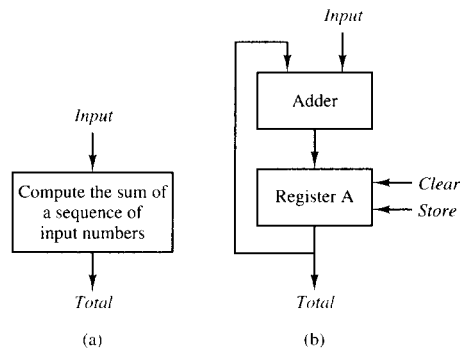 Input
Compute the sum of
a sequence of
input numbers
Total
(a)
Input
Adder
Register A
Clear
Store
Total
(b)